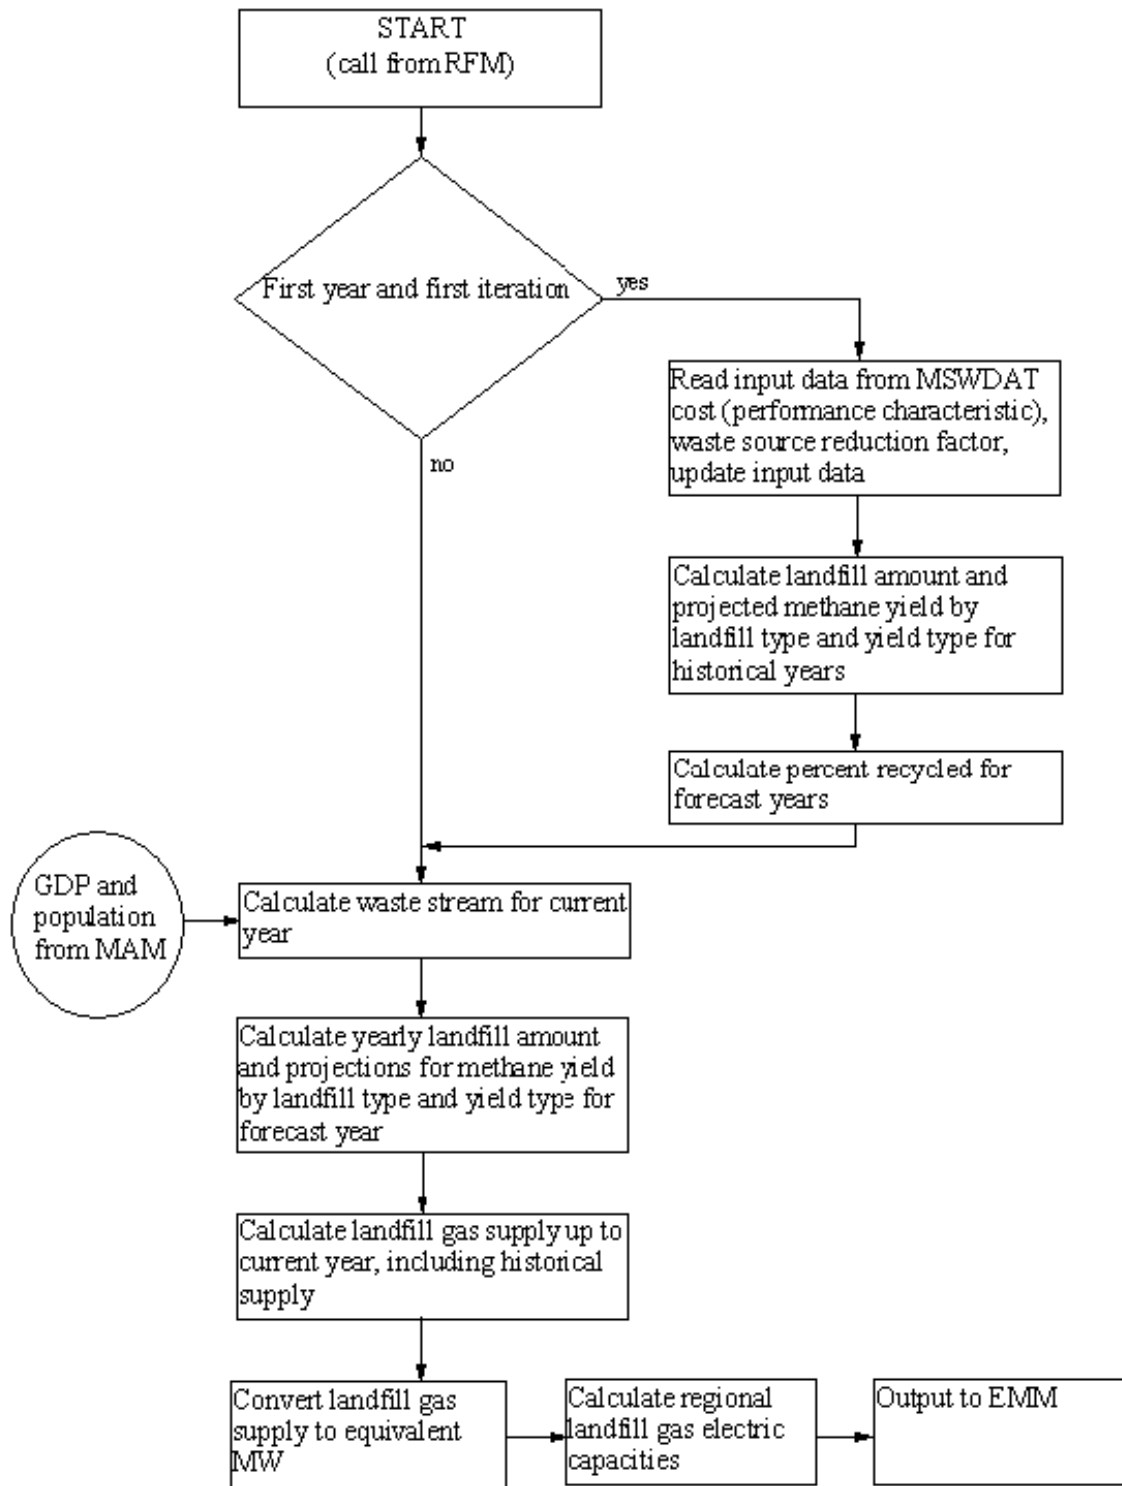 START
(call from RFM)
First year and first iteration
yes
no
Read input data from MSWDAT
cost (performance characteristic),
waste source reduction factor,
update input data
Calculate landfill amount and
projected methane yield by
landfill type and yield type for
historical years
Calculate percent recycled for
forecast years
GDP and
population
from MAM
Calculate waste stream for current
year
Calculate yearly landfill amount
and projections for methane yield
by landfill type and yield type for
forecast year
Calculate landfill gas supply up to
current year, including historical
supply
Convert landfill gas
supply to equivalent
MW
Calculate regional
landfill gas electric
capacities
Output to EMM